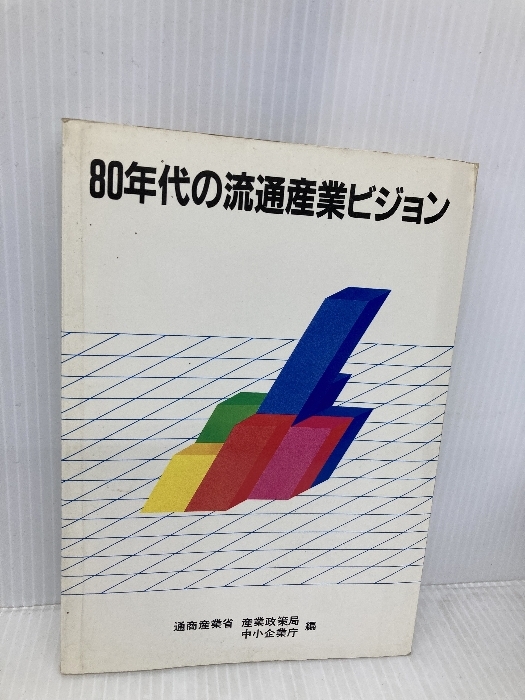 80年代の流通産業ビジョン
通商産業省 産業政策局 編
中小企業庁